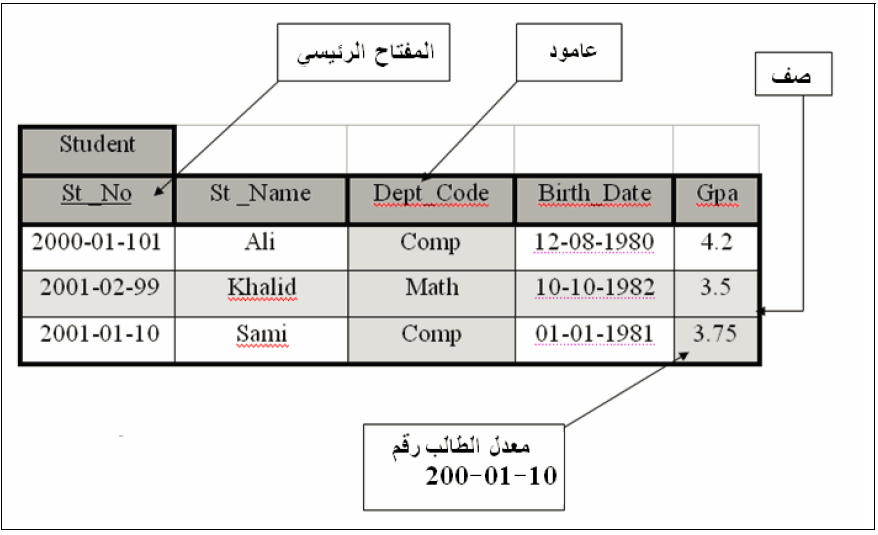 المفتاح الرئيسي
عامود
صف
Student
St _No St _Name Dept_Code Birth_Date Gpa
2000-01-101 Ali Comp 12-08-1980 4.2
2001-02-99 Khalid Math 10-10-1982 3.5
2001-01-10 Sami Comp 01-01-1981 3.75
معدل الطالب رقم
200-01-10